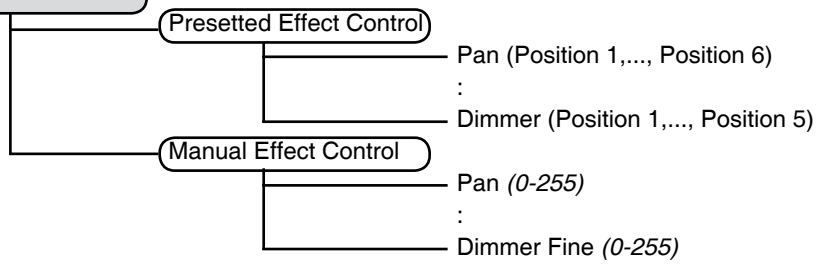 Presetted Effect Control
Pan (Position 1,..., Position 6)
:
Dimmer (Position 1,..., Position 5)
Manual Effect Control
Pan (0-255)
:
Dimmer Fine (0-255)